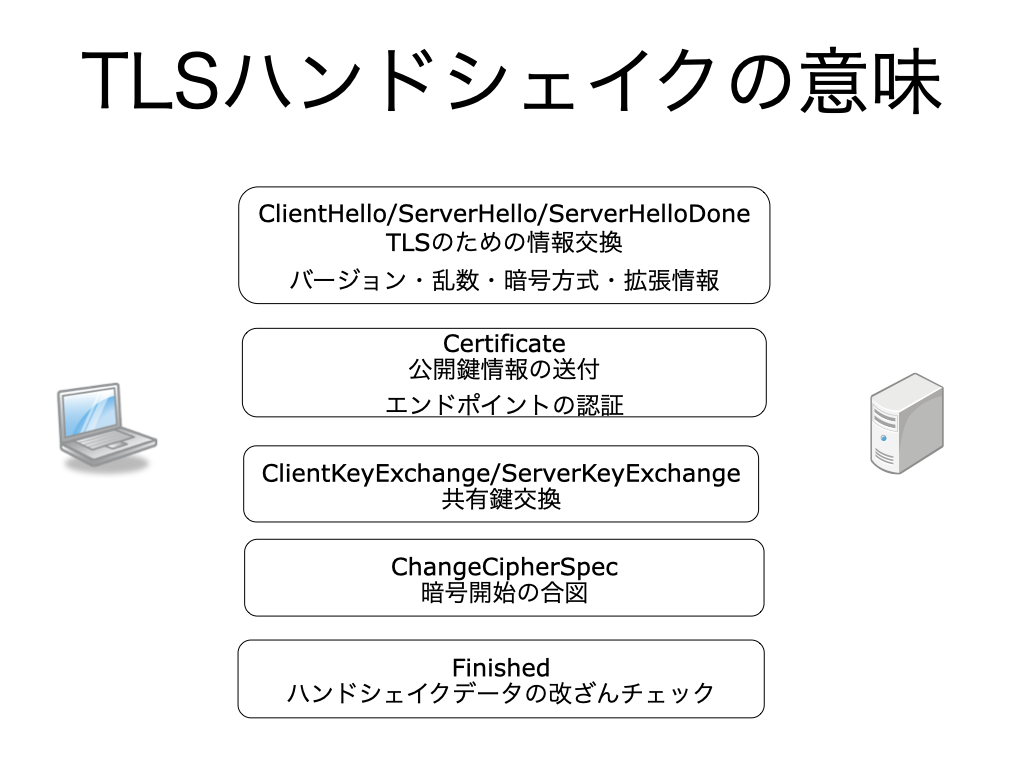 TLSハンドシェイクの意味
ClientHello/ServerHello/ServerHelloDone
TLSのための情報交換
バージョン・乱数・暗号方式・拡張情報
Certificate
公開鍵情報の送付
エンドポイントの認証
ClientKeyExchange/ServerKeyExchange
共有鍵交換
ChangeCipherSpec
暗号開始の合図
Finished
ハンドシェイクデータの改ざんチェック